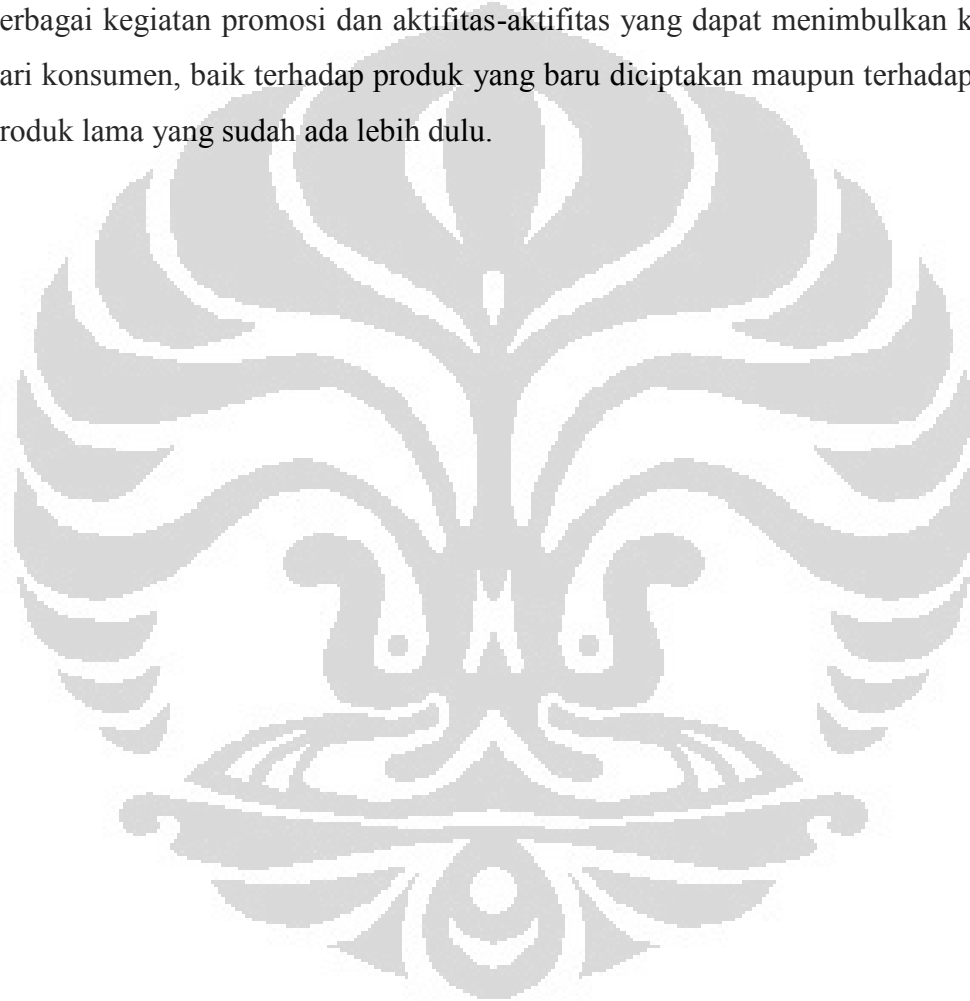 erbagai kegiatan promosi dan aktifitas-aktifitas yang dapat menimbulkan k
ari konsumen, baik terhadap produk yang baru diciptakan maupun terhadap
roduk lama yang sudah ada lebih dulu.